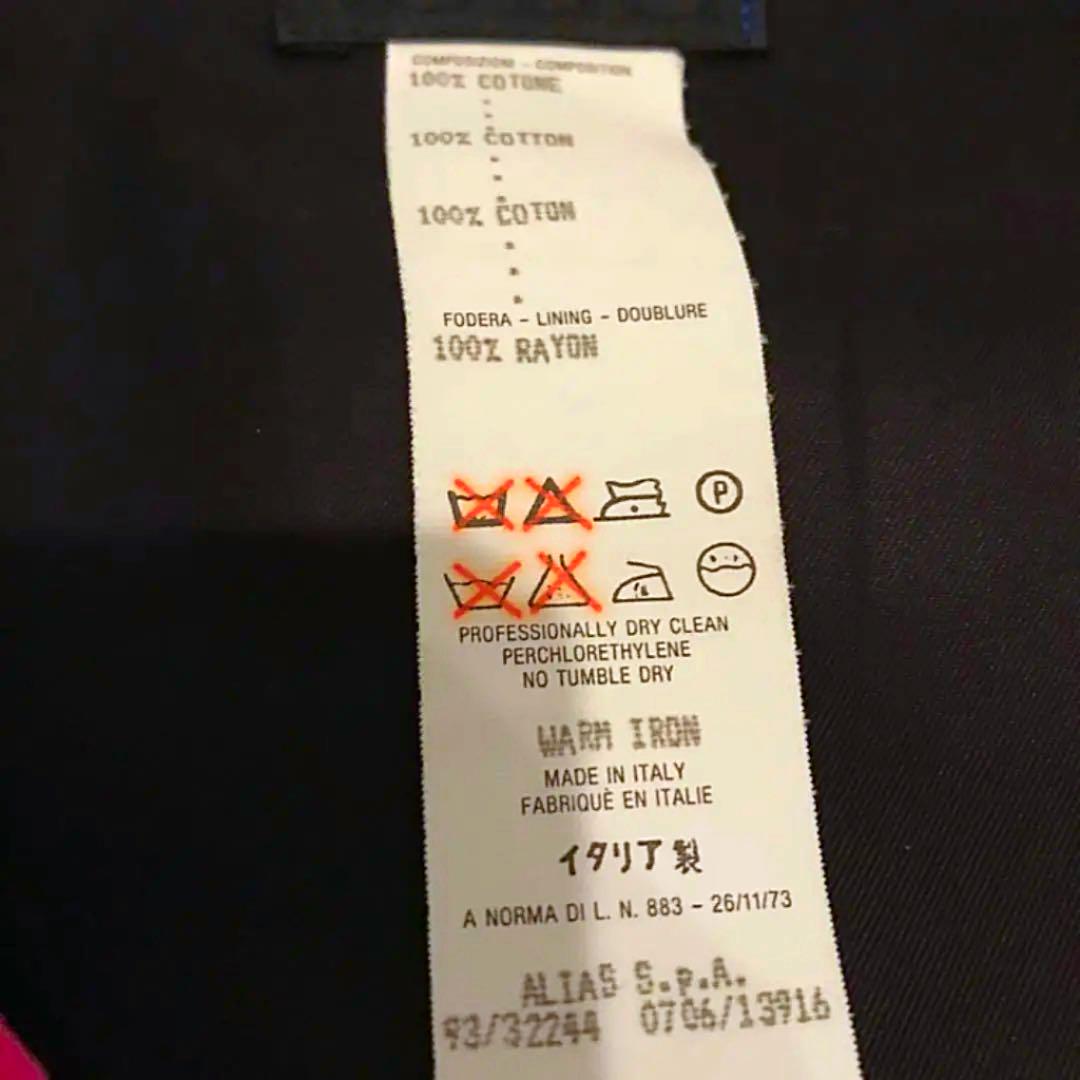 COMPOSIZIONI - COMPOSITION
100% COTONE
100% COTTON
100% COTON
FODERA - LINING - DOUBLURE
100% RAYON
P
PROFESSIONALLY DRY CLEAN
PERCHLORETHYLENE
NO TUMBLE DRY
WARM IRON
MADE IN ITALY
FABRIQUÈ EN ITALIE
イタリア製
A NORMA DI L. N. 883 - 26/11/73
ALIAS S.p.A.
93/32244 0706/13916